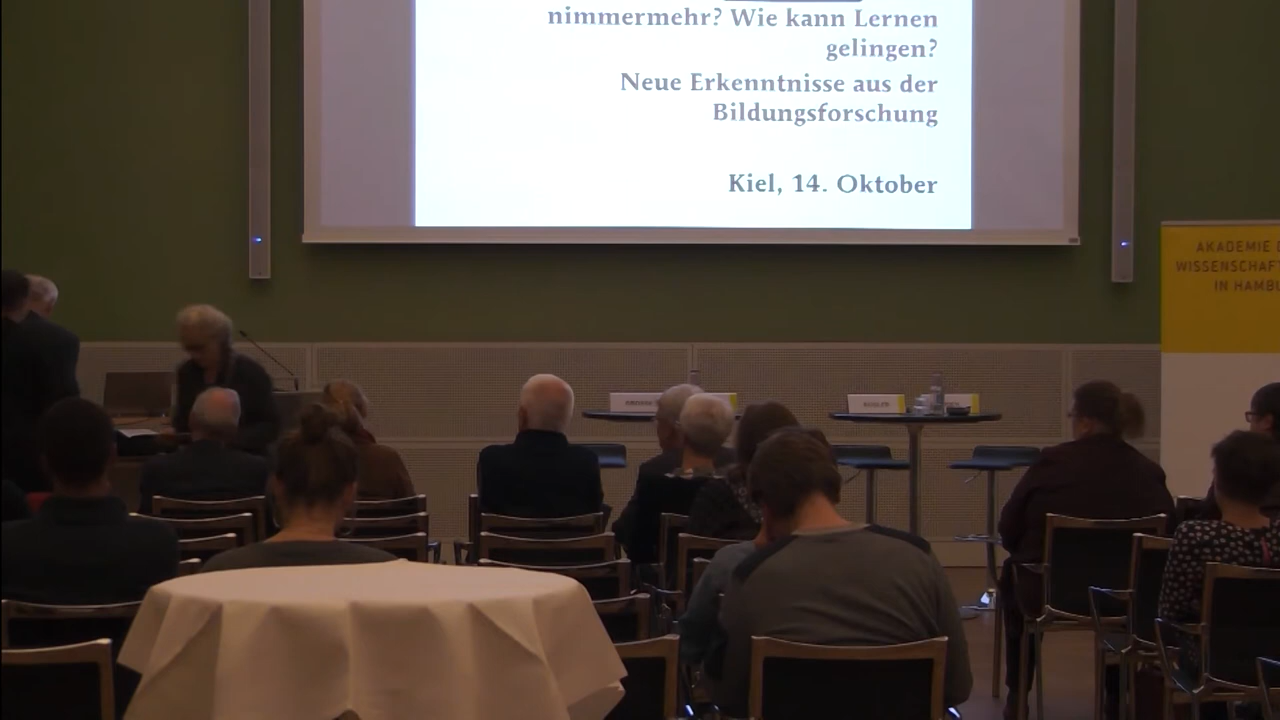 nimmermehr? Wie kann Lernen
gelingen?
Neue Erkenntnisse aus der
Bildungsforschung
Kiel, 14. Oktober
AKADEMIE
WISSENSCHAFT
IN HAMBU